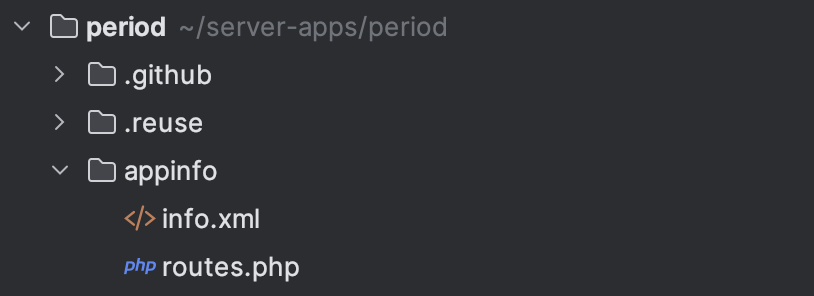 period ~/server-apps/period
.github
.reuse
appinfo
</> info.xml
php routes.php